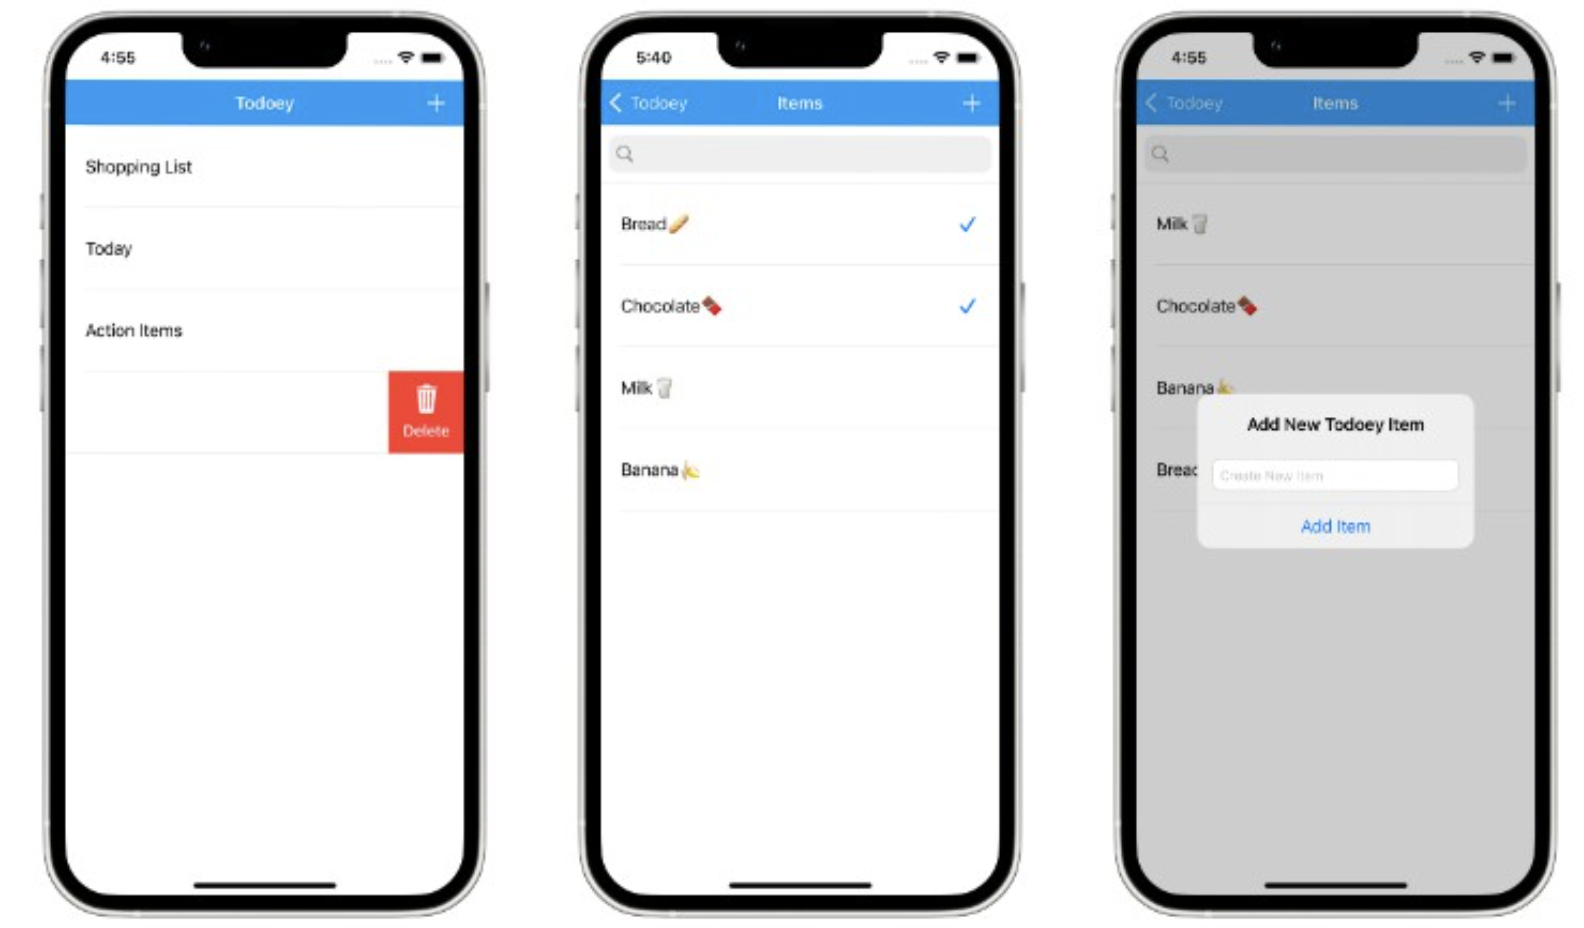 4:55
Todoey
+
Shopping List
Today
Action Items
Delete
5:40
Todoey
Items
+
Bread🥖
✓
Chocolate🍫
✓
Milk🥛
Banana🍌
4:55
Todoey
Items
+
Milk🥛
Chocolate🍫
Banana🍌
Add New Todoey Item
Breac
Create New Item
Add Item